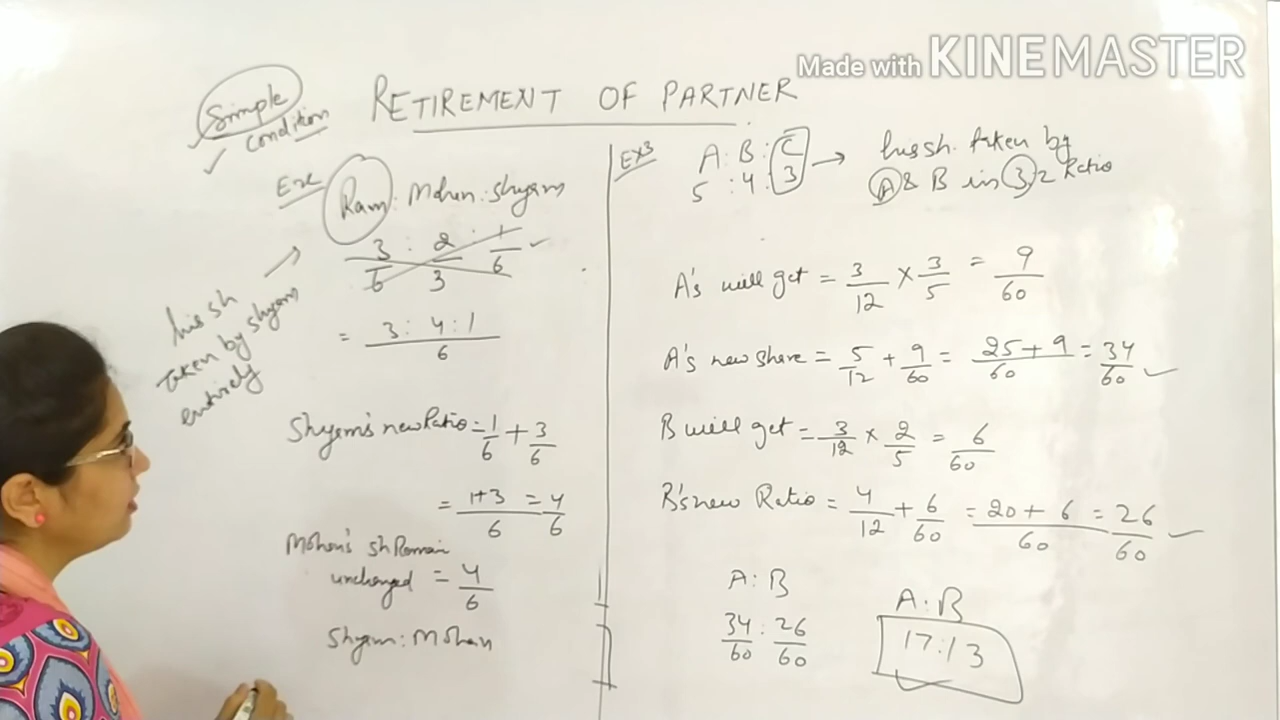 Made with KINEMASTER
Simple
condition
RETIREMENT OF PARTNER
Exe Ram : Mohan : Shyam
3/6 : 2/3 : 1/6
= 3 : 4 : 1 / 6
his sh
taken by shyam
entirely
Shyam's new Ratio = 1/6 + 3/6
= 1+3 / 6 = 4/6
Mohan's sh Remain
unchanged = 4/6
Shyam : Mohan
Ex3 A : B : C → his sh. taken by
5 : 4 : 3 A & B in 3:2 Ratio
A's will get = 3/12 × 3/5 = 9/60
A's new share = 5/12 + 9/60 = 25 + 9 / 60 = 34/60
B will get = 3/12 × 2/5 = 6/60
B's new Ratio = 4/12 + 6/60 = 20 + 6 / 60 = 26/60
A : B
34/60 : 26/60
A : B
17 : 13